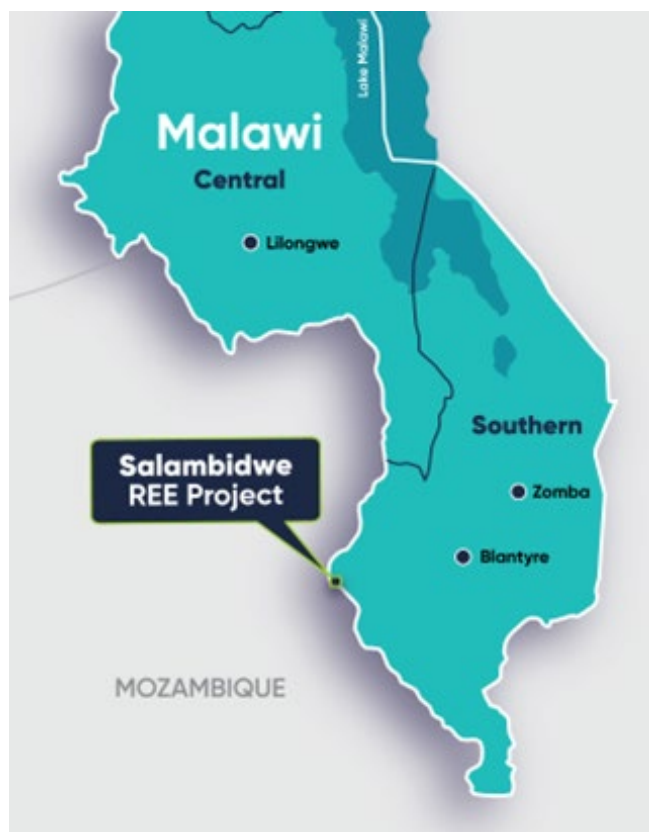 Lake Malawi
Malawi
Central
Lilongwe
Southern
Salambidwe
REE Project
Zomba
Blantyre
MOZAMBIQUE